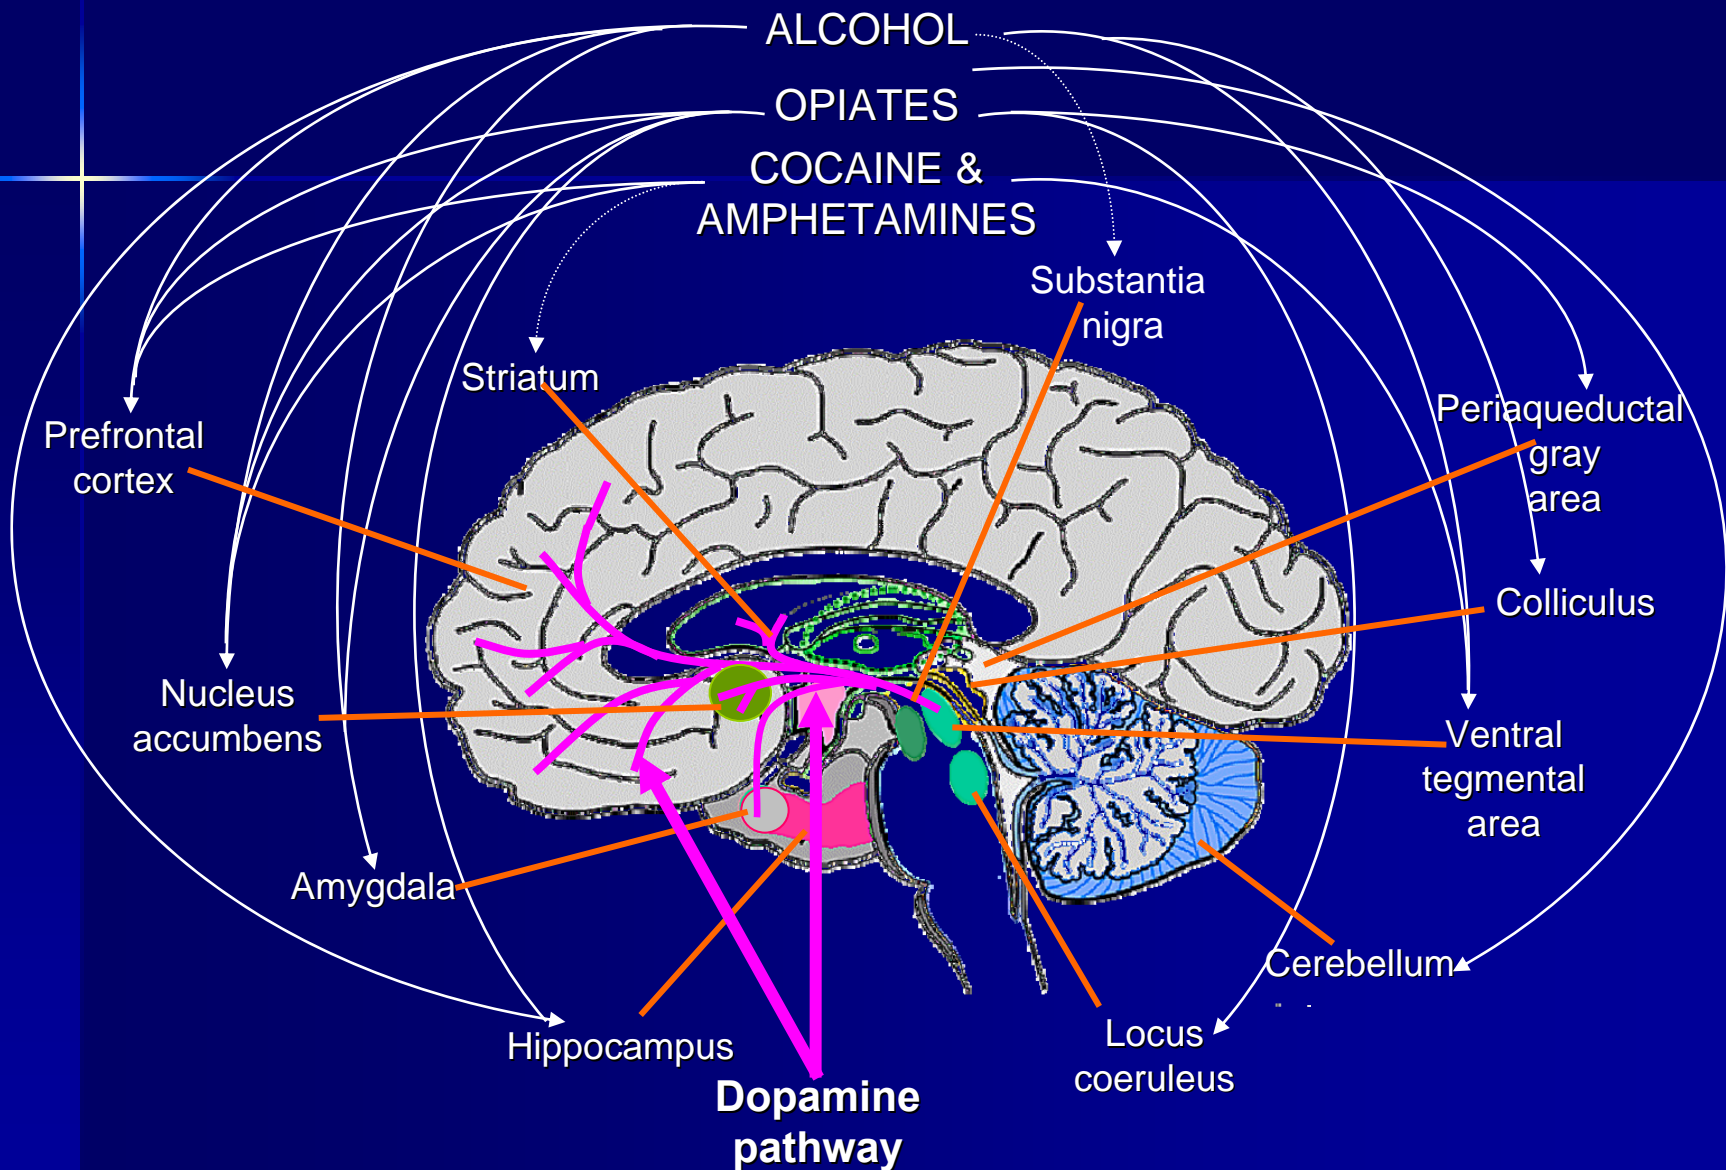 ALCOHOL
OPIATES
COCAINE &
AMPHETAMINES
Substantia
nigra
Striatum
Prefrontal
cortex
Periaqueductal
gray
area
Colliculus
Nucleus
accumbens
Ventral
tegmental
area
Amygdala
Cerebellum
Hippocampus
Locus
coeruleus
Dopamine
pathway